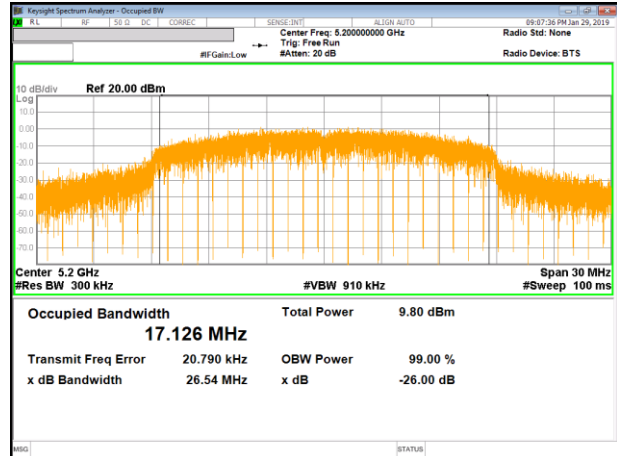 Keysight Spectrum Analyzer - Occupied BW
RL RF 50 Ω DC CORREC SENSE:INT ALIGN AUTO 09:07:36 PM Jan 29, 2019
Center Freq: 5.200000000 GHz Radio Std: None
Trig: Free Run
#IFGain:Low #Atten: 20 dB Radio Device: BTS
10 dB/div Ref 20.00 dBm
Log
10.0
0.00
-10.0
-20.0
-30.0
-40.0
-50.0
-60.0
-70.0
Center 5.2 GHz Span 30 MHz
#Res BW 300 kHz #VBW 910 kHz #Sweep 100 ms
Occupied Bandwidth Total Power 9.80 dBm
17.126 MHz
Transmit Freq Error 20.790 kHz OBW Power 99.00 %
x dB Bandwidth 26.54 MHz x dB -26.00 dB
MSG STATUS